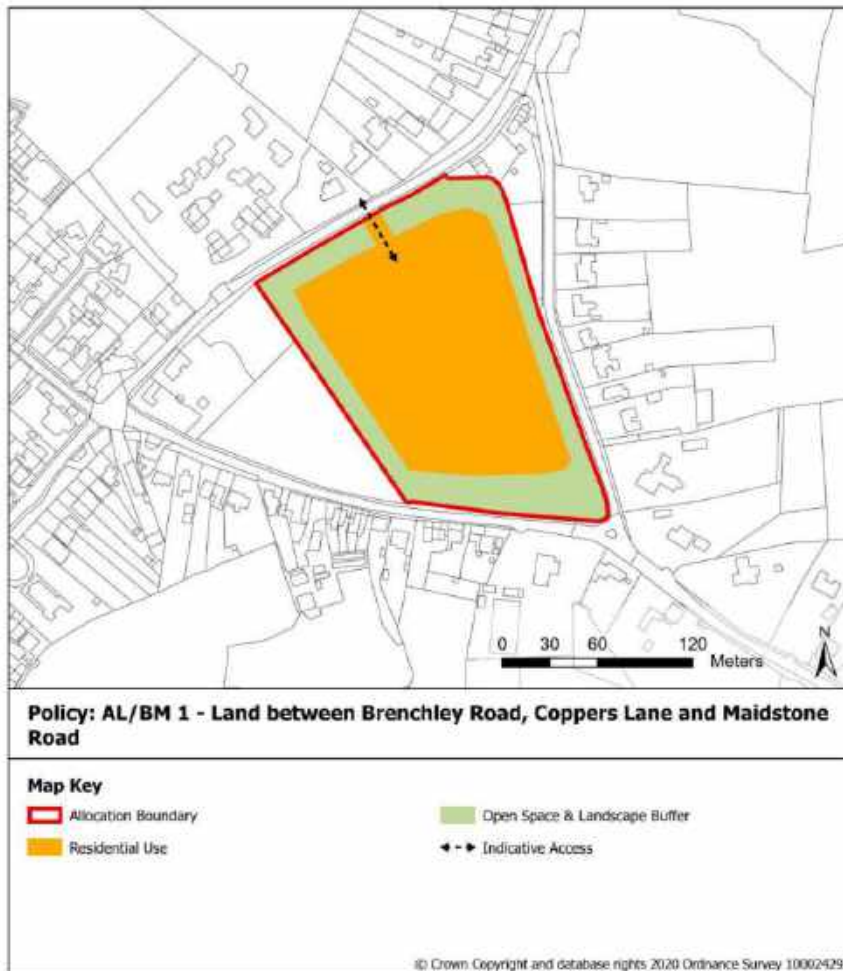 0 30 60 120
Meters
N
Policy: AL/BM 1 - Land between Brenchley Road, Coppers Lane and Maidstone
Road
Map Key
Allocation Boundary
Open Space & Landscape Buffer
Residential Use
Indicative Access
© Crown Copyright and database rights 2020 Ordnance Survey 10002429